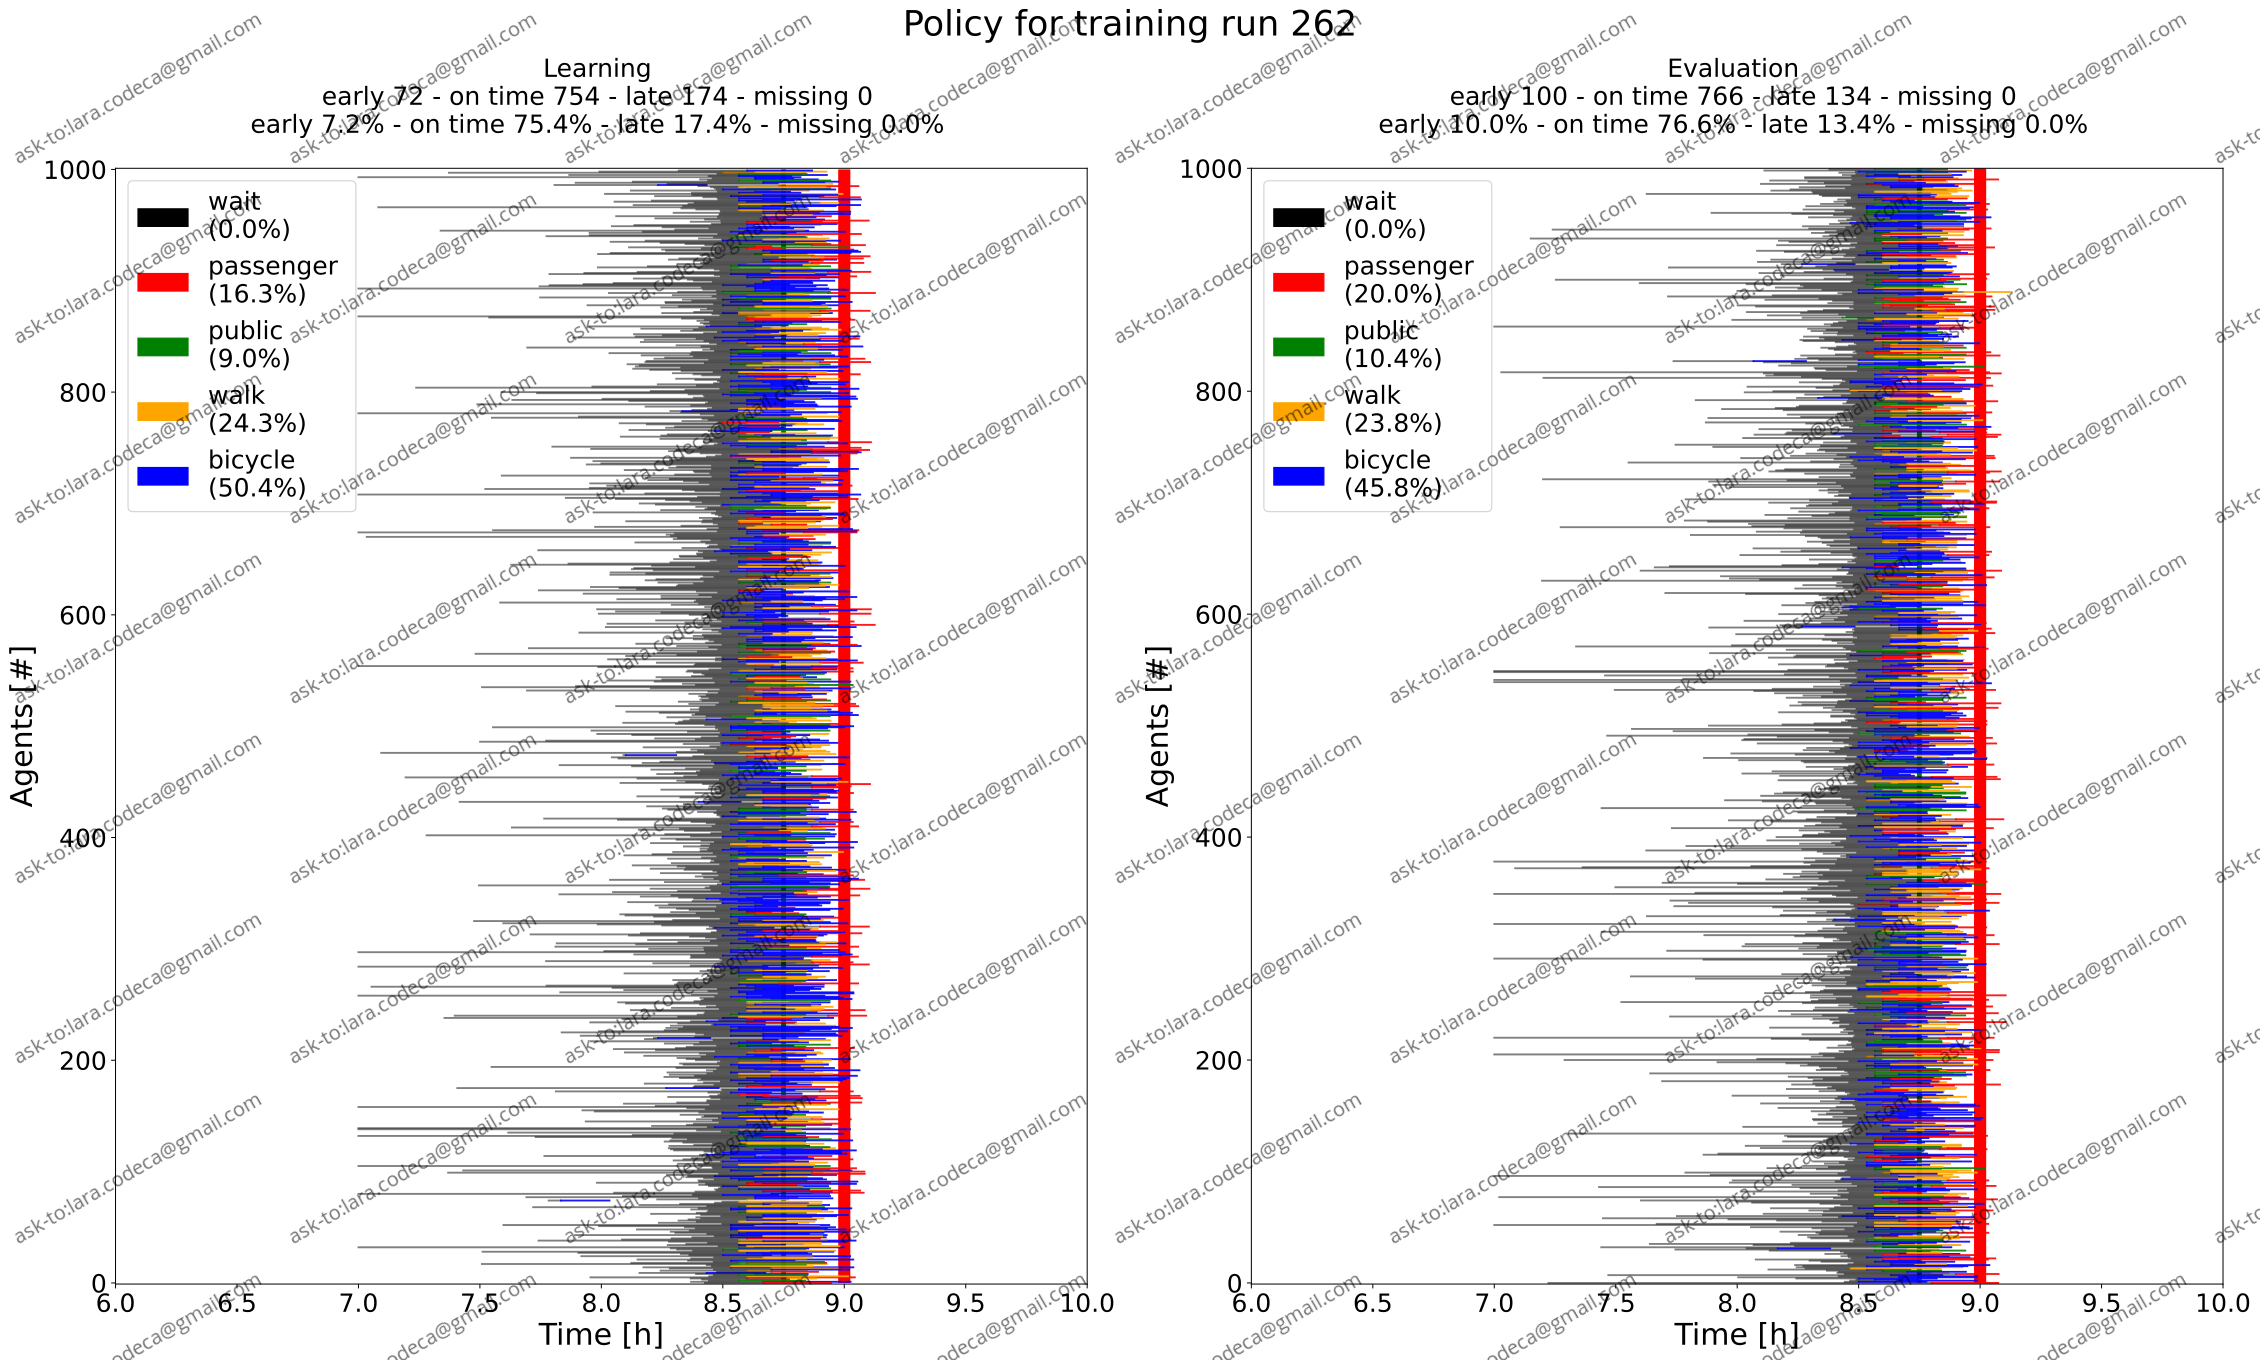 Policy for training run 262
Learning
early 72 - on time 754 - late 174 - missing 0
early 7.2% - on time 75.4% - late 17.4% - missing 0.0%
1000
800
600
400
200
0
Agents [#]
wait
(0.0%)
passenger
(16.3%)
public
(9.0%)
walk
(24.3%)
bicycle
(50.4%)
6.0 6.5 7.0 7.5 8.0 8.5 9.0 9.5 10.0
Time [h]
Evaluation
early 100 - on time 766 - late 134 - missing 0
early 10.0% - on time 76.6% - late 13.4% - missing 0.0%
1000
800
600
400
200
0
Agents [#]
wait
(0.0%)
passenger
(20.0%)
public
(10.4%)
walk
(23.8%)
bicycle
(45.8%)
6.0 6.5 7.0 7.5 8.0 8.5 9.0 9.5 10.0
Time [h]
ask-to:lara.codeca@gmail.com